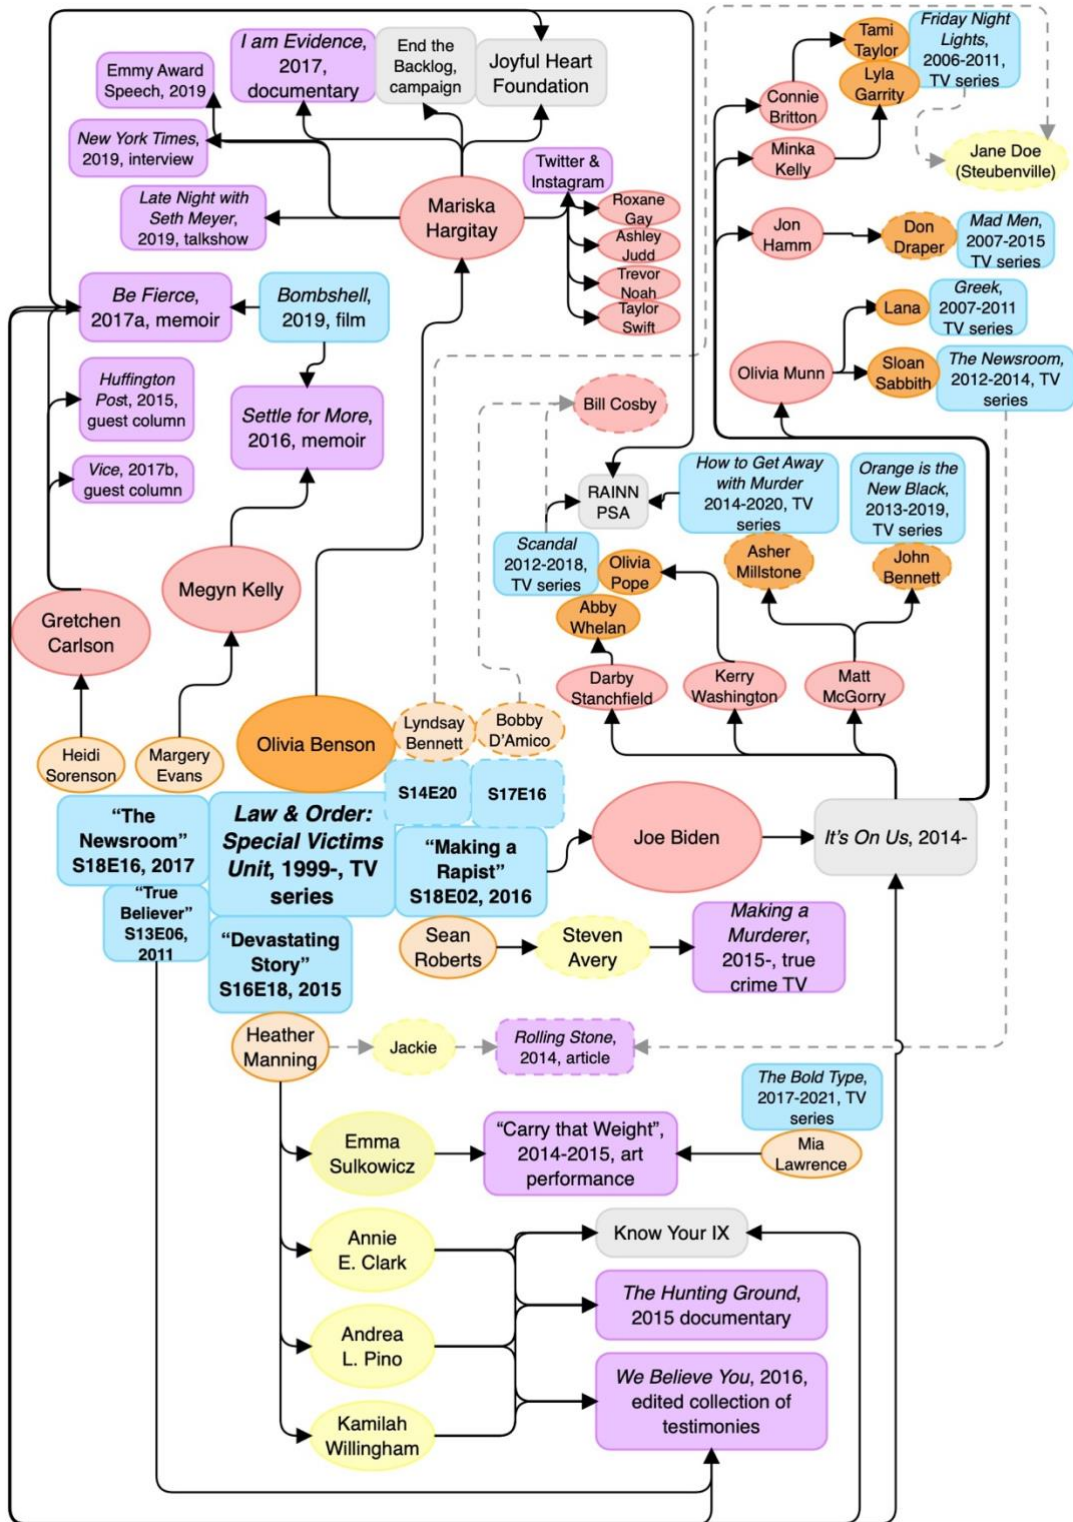 I am Evidence,
2017,
documentary
End the
Backlog,
campaign
Joyful Heart
Foundation
Emmy Award
Speech, 2019
New York Times,
2019, interview
Late Night with
Seth Meyer,
2019, talkshow
Mariska
Hargitay
Twitter &
Instagram
Roxane
Gay
Ashley
Judd
Trevor
Noah
Taylor
Swift
Tami
Taylor
Lyla
Garrity
Friday Night
Lights,
2006-2011,
TV series
Connie
Britton
Minka
Kelly
Jane Doe
(Steubenville)
Jon
Hamm
Don
Draper
Mad Men,
2007-2015
TV series
Lana
Greek,
2007-2011
TV series
Olivia Munn
Sloan
Sabbith
The Newsroom,
2012-2014, TV
series
Be Fierce,
2017a, memoir
Bombshell,
2019, film
Huffington
Post, 2015,
guest column
Settle for More,
2016, memoir
Vice, 2017b,
guest column
Bill Cosby
RAINN
PSA
How to Get Away
with Murder
2014-2020, TV
series
Orange is the
New Black,
2013-2019,
TV series
Scandal
2012-2018,
TV series
Olivia
Pope
Abby
Whelan
Asher
Millstone
John
Bennett
Gretchen
Carlson
Megyn Kelly
Darby
Stanchfield
Kerry
Washington
Matt
McGorry
Heidi
Sorenson
Margery
Evans
Olivia Benson
Lyndsay
Bennett
Bobby
D'Amico
S14E20
S17E16
"The
Newsroom"
S18E16, 2017
Law & Order:
Special Victims
Unit, 1999-, TV
series
"Making a
Rapist"
S18E02, 2016
Joe Biden
It's On Us, 2014-
"True
Believer"
S13E06,
2011
"Devastating
Story"
S16E18, 2015
Sean
Roberts
Steven
Avery
Making a
Murderer,
2015-, true
crime TV
Heather
Manning
Jackie
Rolling Stone,
2014, article
The Bold Type,
2017-2021, TV
series
Mia
Lawrence
Emma
Sulkowicz
"Carry that Weight",
2014-2015, art
performance
Annie
E. Clark
Know Your IX
The Hunting Ground,
2015 documentary
Andrea
L. Pino
We Believe You, 2016,
edited collection of
testimonies
Kamilah
Willingham